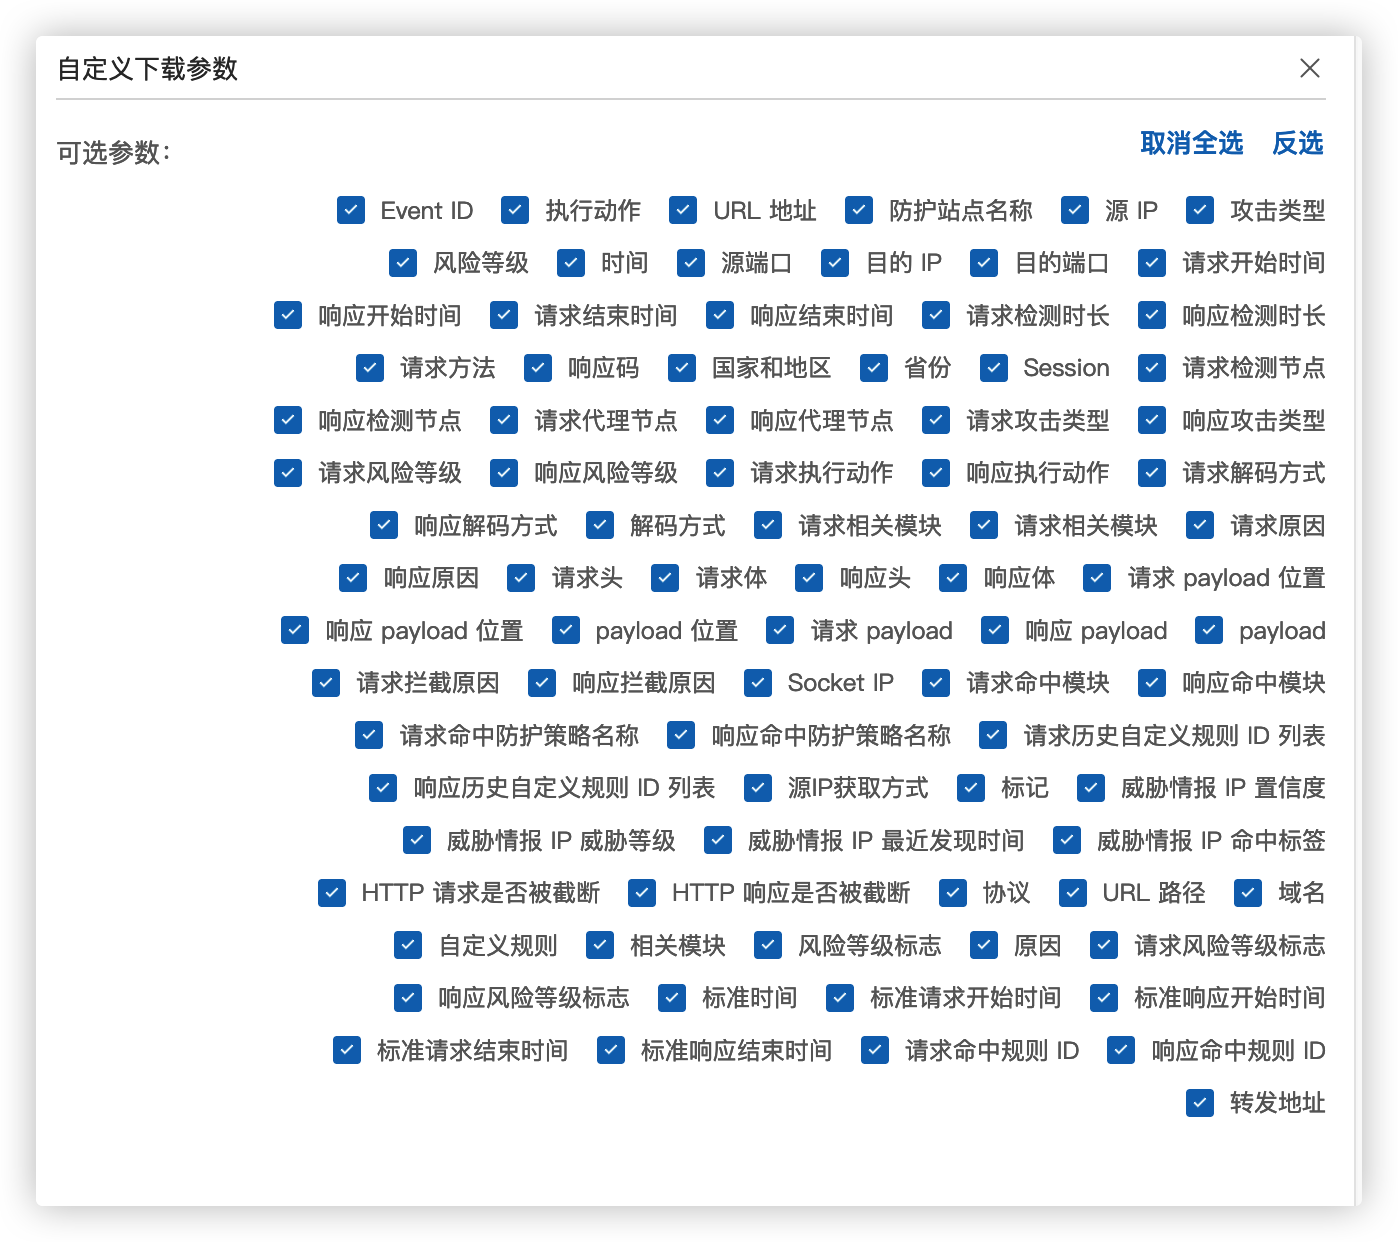 自定义下载参数
可选参数：
取消全选 反选
Event ID 执行动作 URL 地址 防护站点名称 源 IP 攻击类型
风险等级 时间 源端口 目的 IP 目的端口 请求开始时间
响应开始时间 请求结束时间 响应结束时间 请求检测时长 响应检测时长
请求方法 响应码 国家和地区 省份 Session 请求检测节点
响应检测节点 请求代理节点 响应代理节点 请求攻击类型 响应攻击类型
请求风险等级 响应风险等级 请求执行动作 响应执行动作 请求解码方式
响应解码方式 解码方式 请求相关模块 请求相关模块 请求原因
响应原因 请求头 请求体 响应头 响应体 请求 payload 位置
响应 payload 位置 payload 位置 请求 payload 响应 payload payload
请求拦截原因 响应拦截原因 Socket IP 请求命中模块 响应命中模块
请求命中防护策略名称 响应命中防护策略名称 请求历史自定义规则 ID 列表
响应历史自定义规则 ID 列表 源IP获取方式 标记 威胁情报 IP 置信度
威胁情报 IP 威胁等级 威胁情报 IP 最近发现时间 威胁情报 IP 命中标签
HTTP 请求是否被截断 HTTP 响应是否被截断 协议 URL 路径 域名
自定义规则 相关模块 风险等级标志 原因 请求风险等级标志
响应风险等级标志 标准时间 标准请求开始时间 标准响应开始时间
标准请求结束时间 标准响应结束时间 请求命中规则 ID 响应命中规则 ID
转发地址